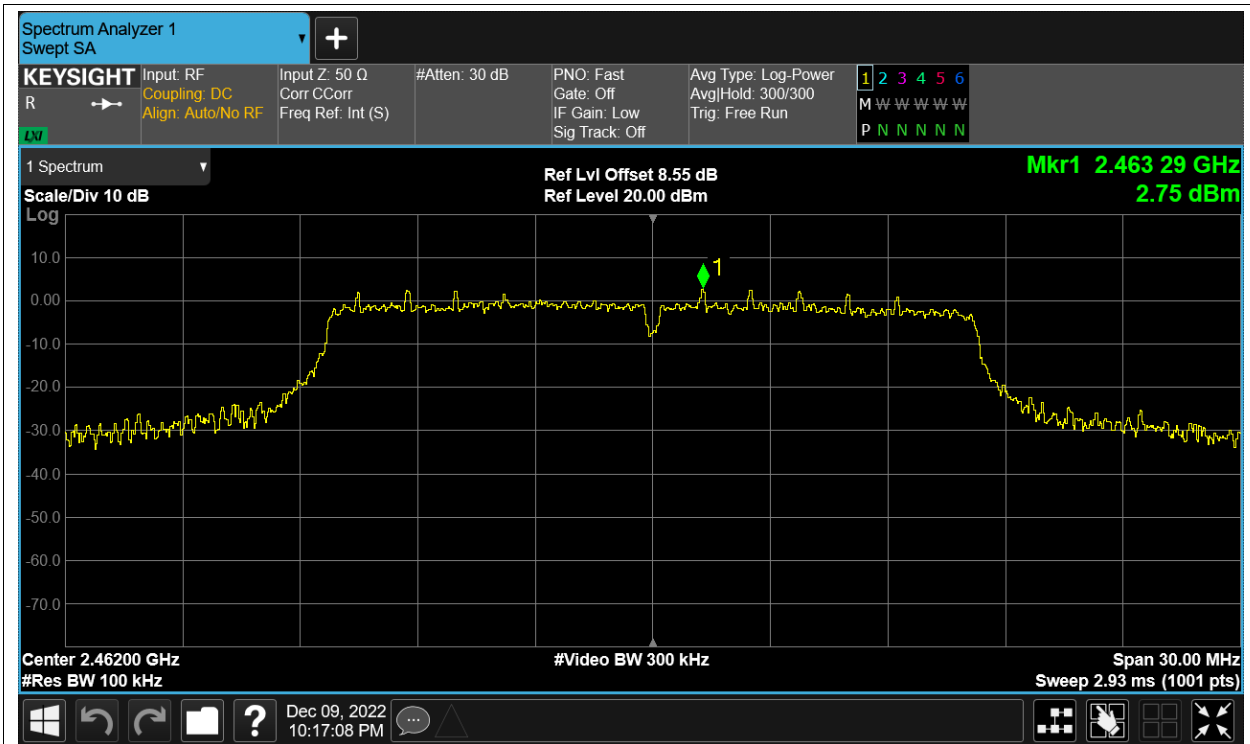 Spectrum Analyzer 1
Swept SA
KEYSIGHT
R
LXI
Input: RF
Coupling: DC
Align: Auto/No RF
Input Z: 50 Ω
Corr CCorr
Freq Ref: Int (S)
#Atten: 30 dB
PNO: Fast
Gate: Off
IF Gain: Low
Sig Track: Off
Avg Type: Log-Power
Avg|Hold: 300/300
Trig: Free Run
1 2 3 4 5 6
M W W W W W
P N N N N N
1 Spectrum
Scale/Div 10 dB
Log
Ref Lvl Offset 8.55 dB
Ref Level 20.00 dBm
Mkr1 2.463 29 GHz
2.75 dBm
1
10.0
0.00
-10.0
-20.0
-30.0
-40.0
-50.0
-60.0
-70.0
Center 2.46200 GHz
#Res BW 100 kHz
#Video BW 300 kHz
Span 30.00 MHz
Sweep 2.93 ms (1001 pts)
?
Dec 09, 2022
10:17:08 PM